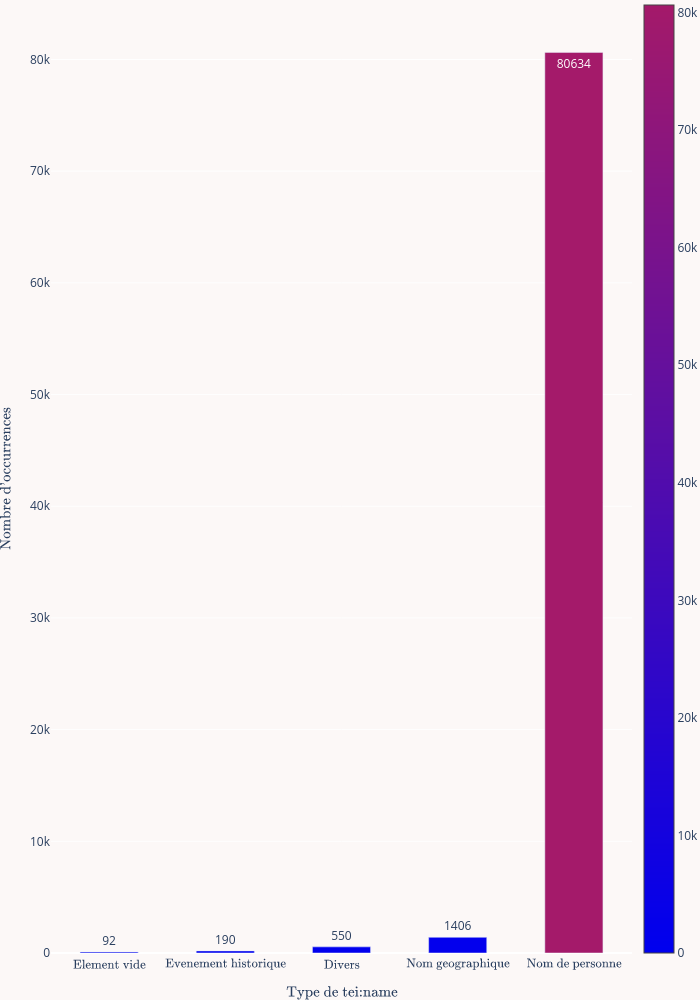 80k
70k
60k
50k
40k
30k
20k
10k
0
Nombre d'occurrences
92
190
550
1406
80634
Element vide
Evenement historique
Divers
Nom geographique
Nom de personne
Type de tei:name
80k
70k
60k
50k
40k
30k
20k
10k
0